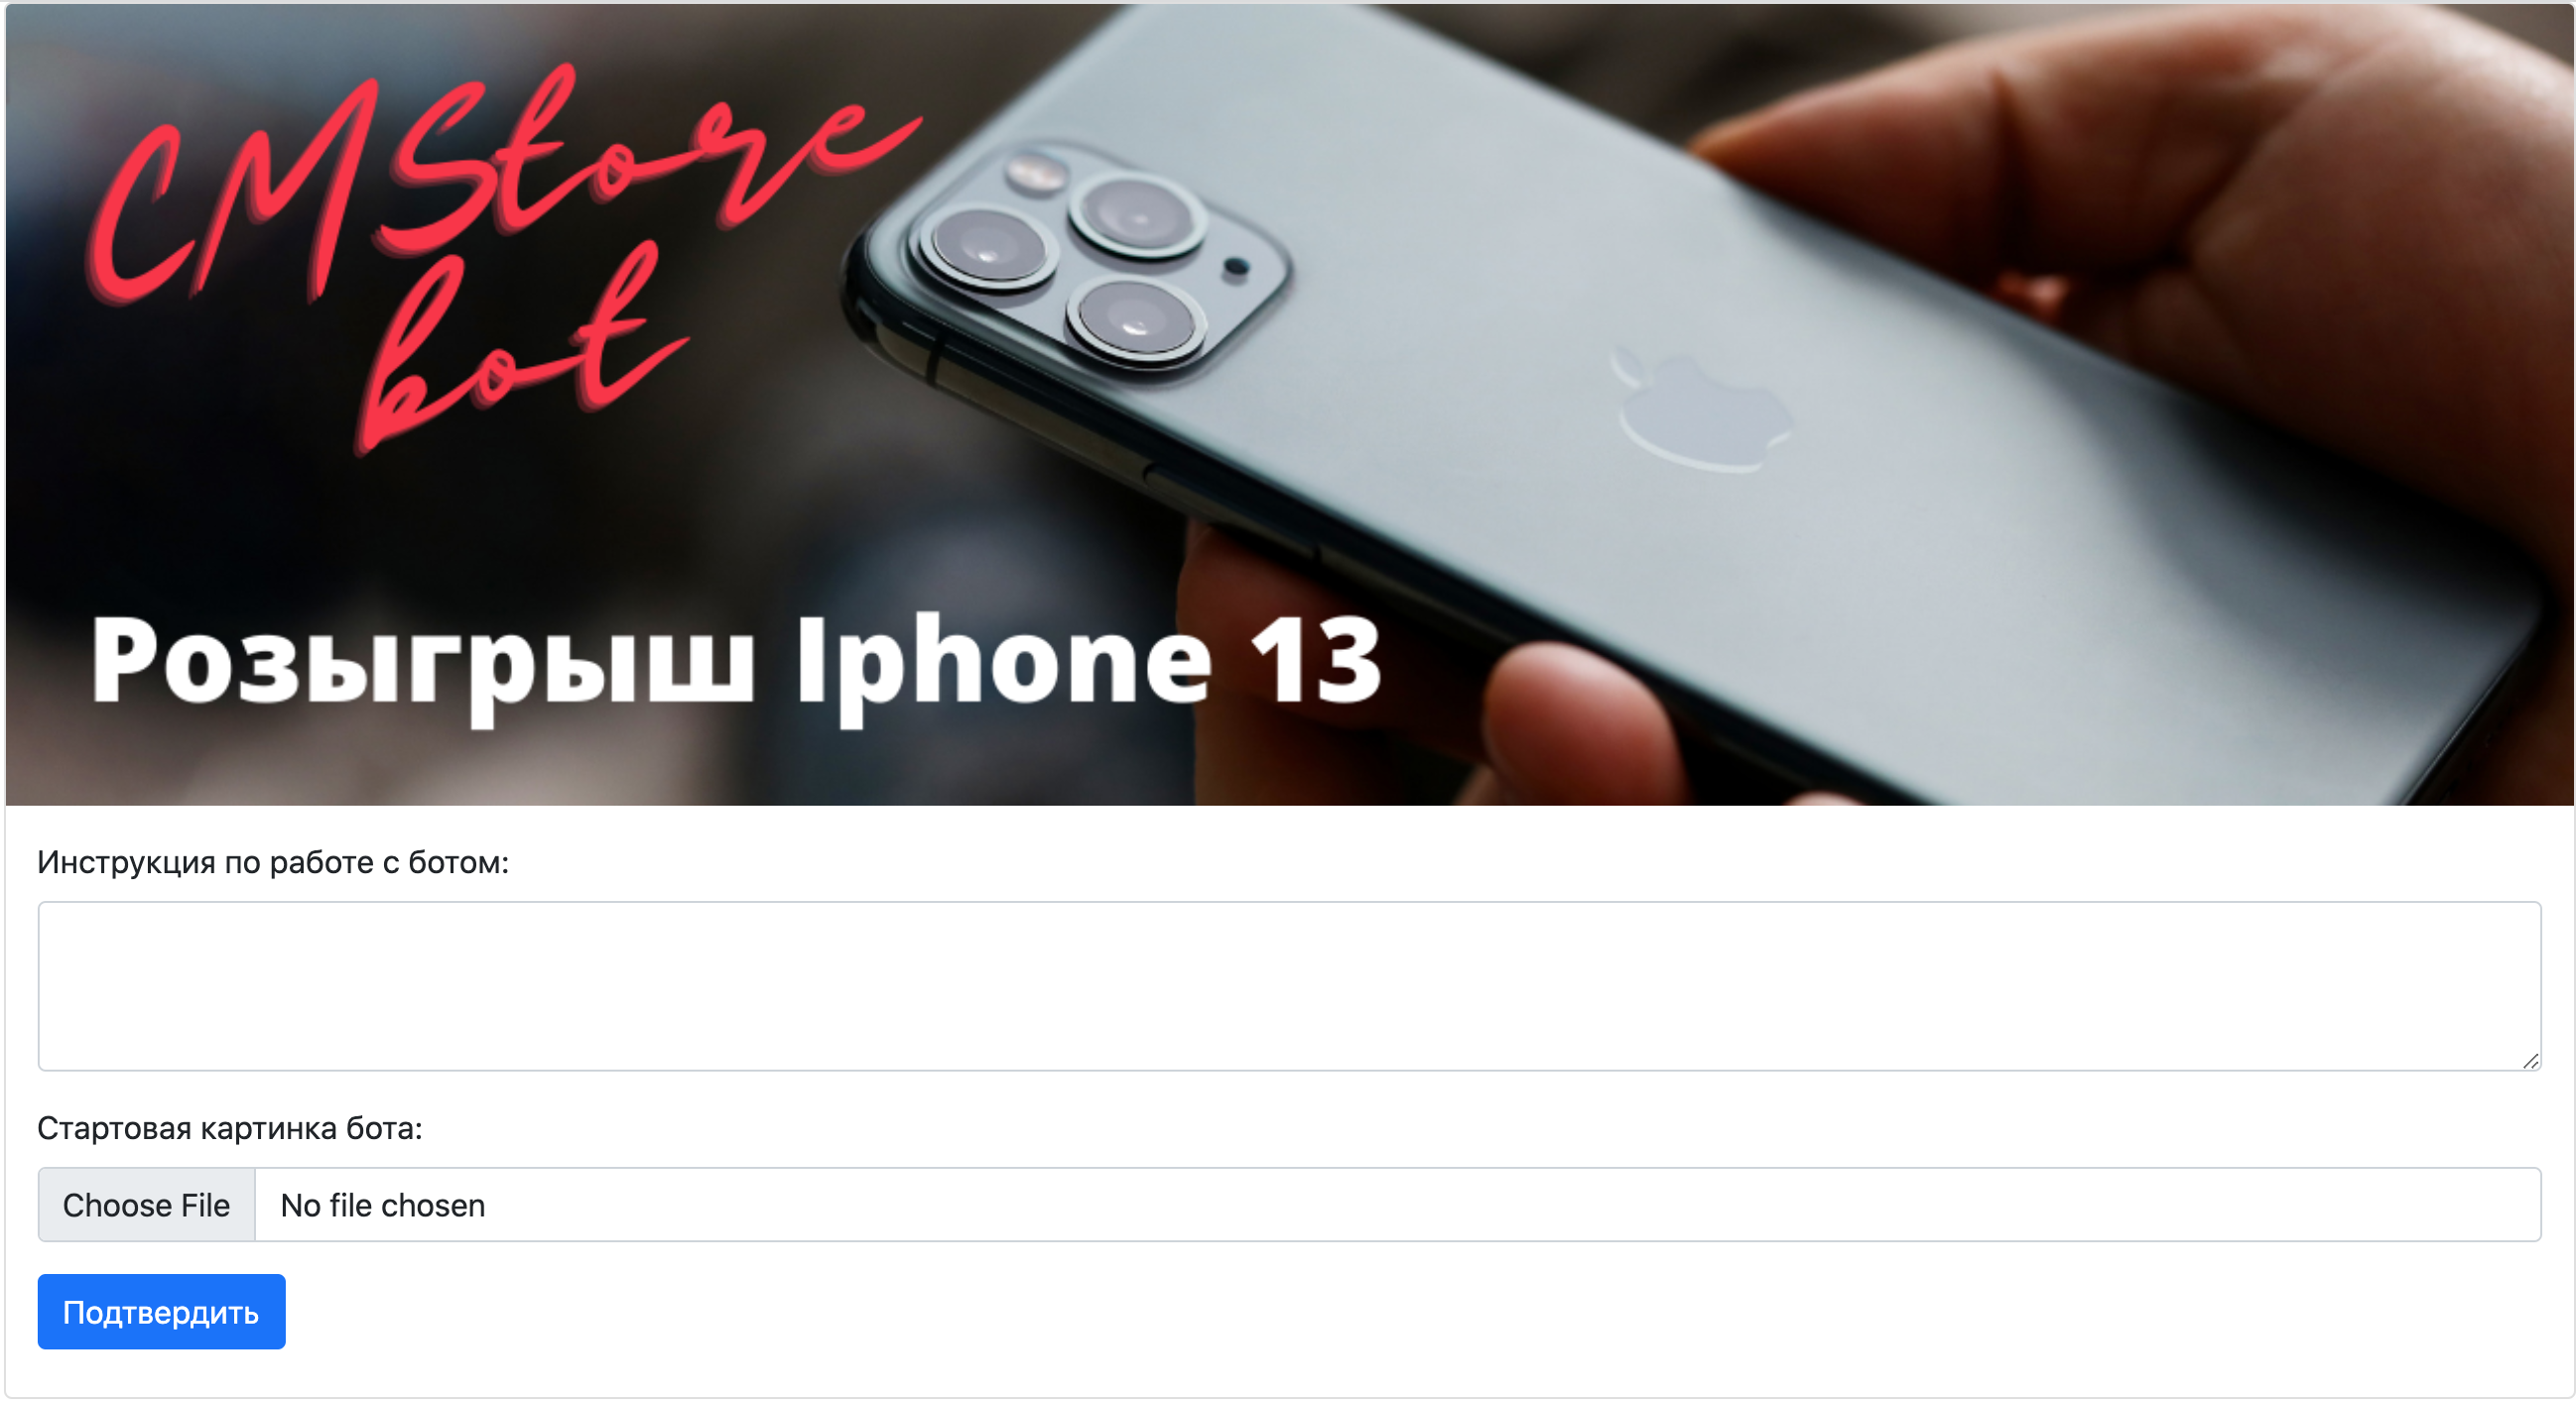 CMStore
bot
Розыгрыш Iphone 13
Инструкция по работе с ботом:
Стартовая картинка бота:
Choose File No file chosen
Подтвердить